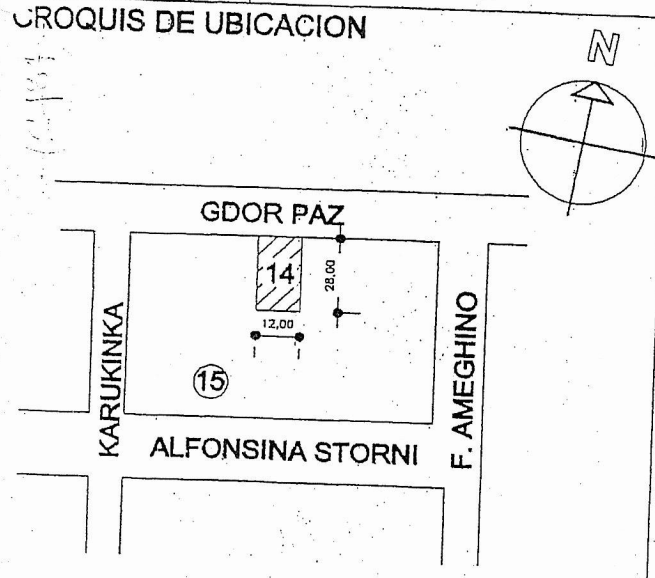 CROQUIS DE UBICACION
N
GDOR PAZ
14
28,00
12,00
KARUKINKA
15
F. AMEGHINO
ALFONSINA STORNI